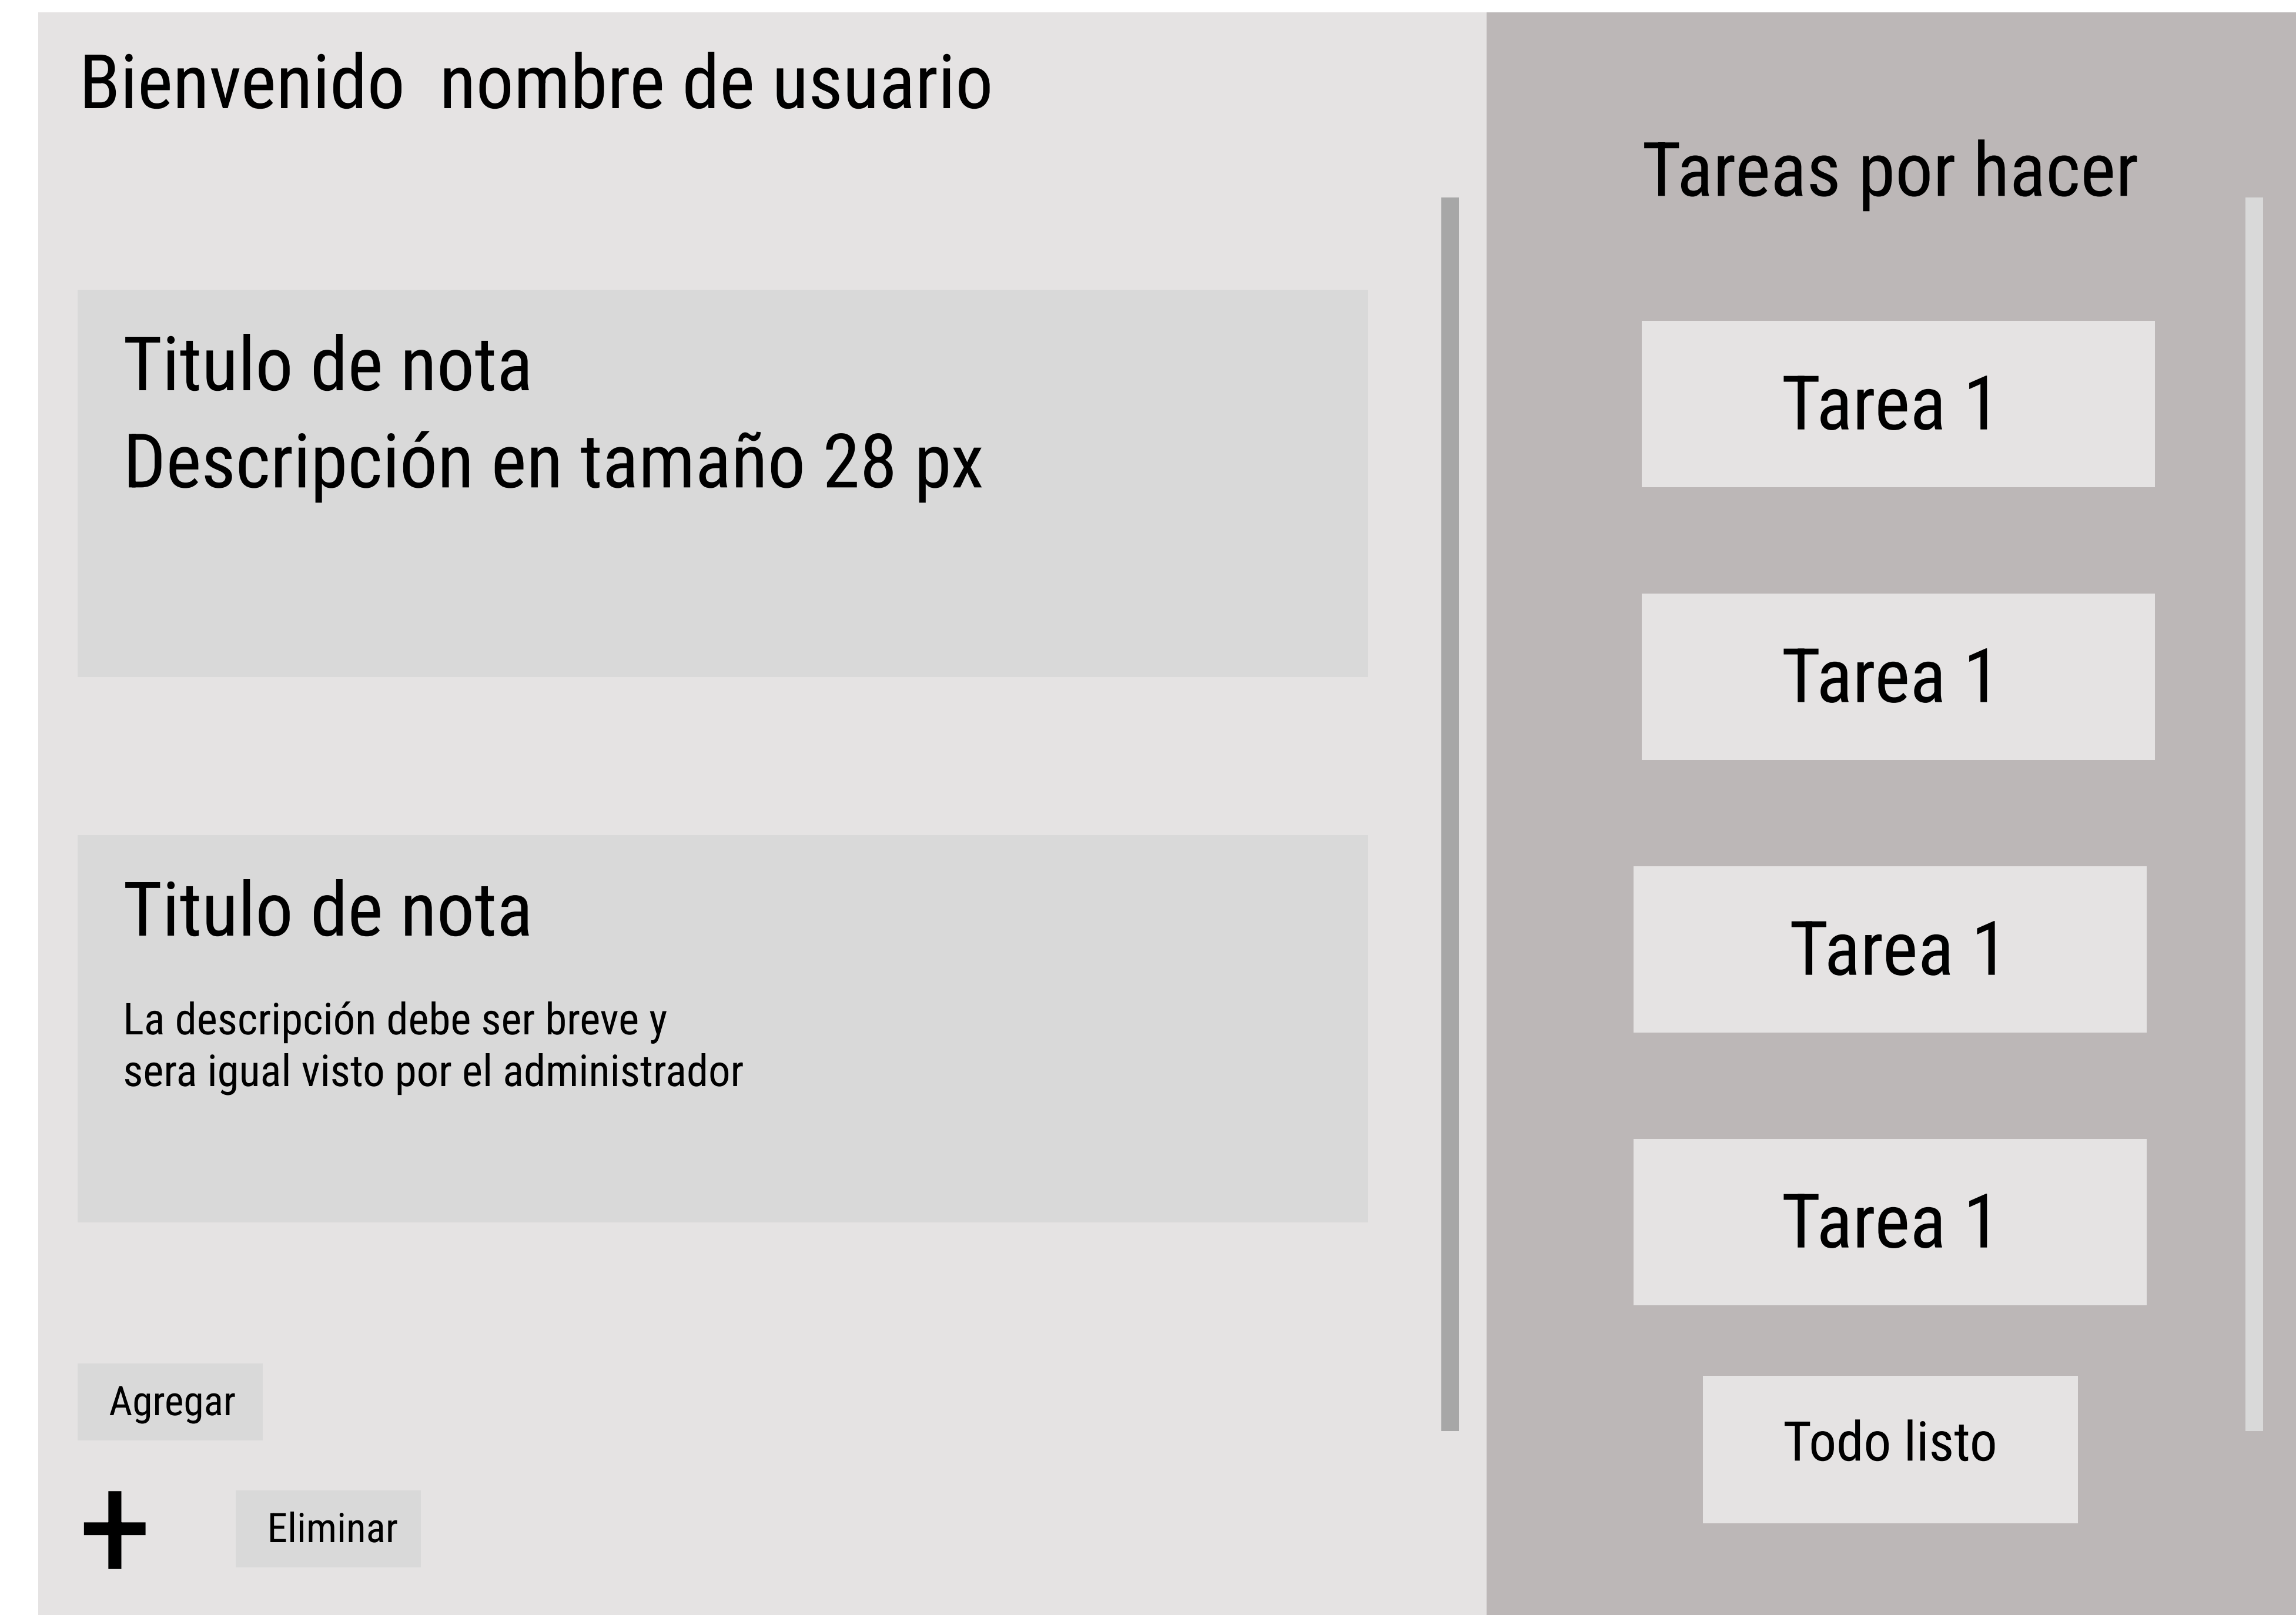 Bienvenido  nombre de usuario
Titulo de nota
Descripción en tamaño 28 px
Titulo de nota
La descripción debe ser breve y
sera igual visto por el administrador
Agregar
+
Eliminar
Tareas por hacer
Tarea 1
Tarea 1
Tarea 1
Tarea 1
Todo listo